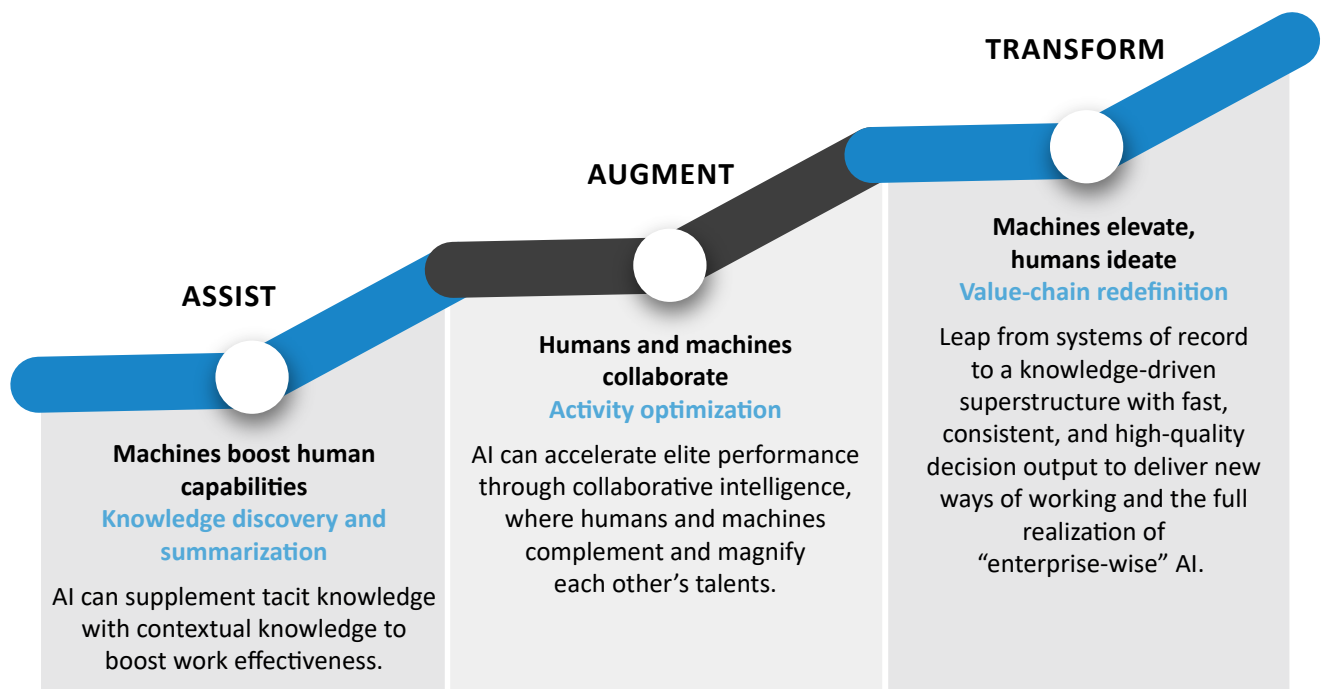 ASSIST
Machines boost human
capabilities
Knowledge discovery and
summarization
AI can supplement tacit knowledge
with contextual knowledge to
boost work effectiveness.
AUGMENT
Humans and machines
collaborate
Activity optimization
AI can accelerate elite performance
through collaborative intelligence,
where humans and machines
complement and magnify
each other’s talents.
TRANSFORM
Machines elevate,
humans ideate
Value-chain redefinition
Leap from systems of record
to a knowledge-driven
superstructure with fast,
consistent, and high-quality
decision output to deliver new
ways of working and the full
realization of
“enterprise-wise” AI.